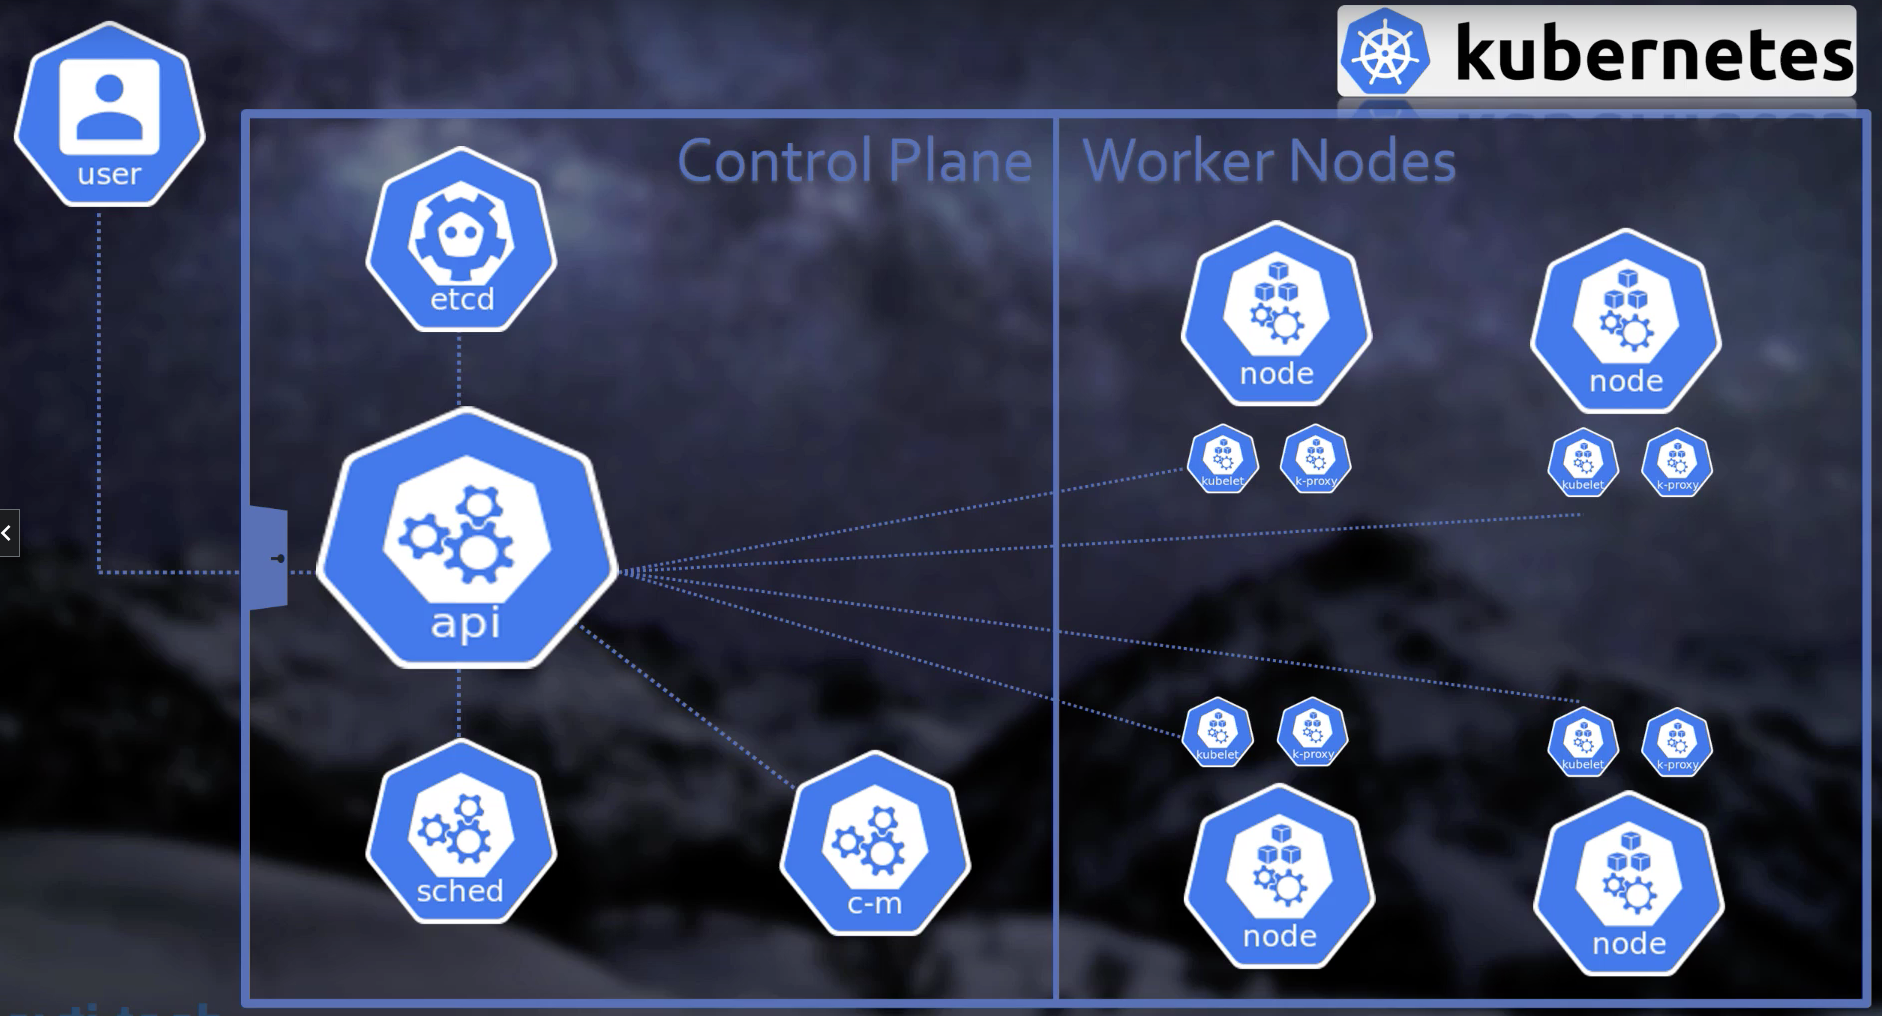 kubernetes
user
Control Plane
Worker Nodes
etcd
node
node
kubelet
k-proxy
kubelet
k-proxy
api
kubelet
k-proxy
kubelet
k-proxy
sched
c-m
node
node